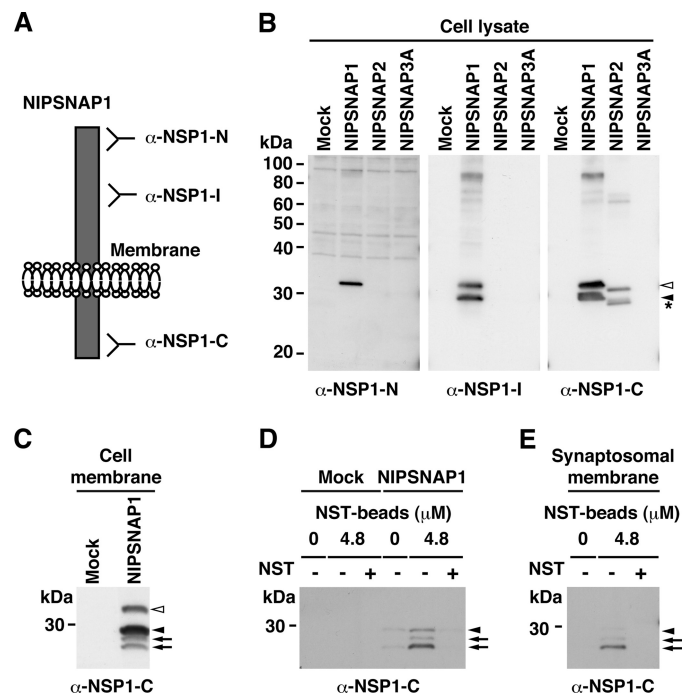 A
NIPSNAP1
α-NSP1-N
α-NSP1-I
Membrane
α-NSP1-C
B
Cell lysate
Mock NIPSNAP1 NIPSNAP2 NIPSNAP3A Mock NIPSNAP1 NIPSNAP2 NIPSNAP3A Mock NIPSNAP1 NIPSNAP2 NIPSNAP3A
kDa
100
80
60
50
40
30
20
*
α-NSP1-N α-NSP1-I α-NSP1-C
C
Cell
membrane
Mock NIPSNAP1
kDa
30
α-NSP1-C
D
Mock NIPSNAP1
NST-beads (μM)
0 4.8 0 4.8
NST - - + - - +
kDa
30
α-NSP1-C
E
Synaptosomal
membrane
NST-beads (μM)
0 4.8
NST - - +
kDa
30
α-NSP1-C